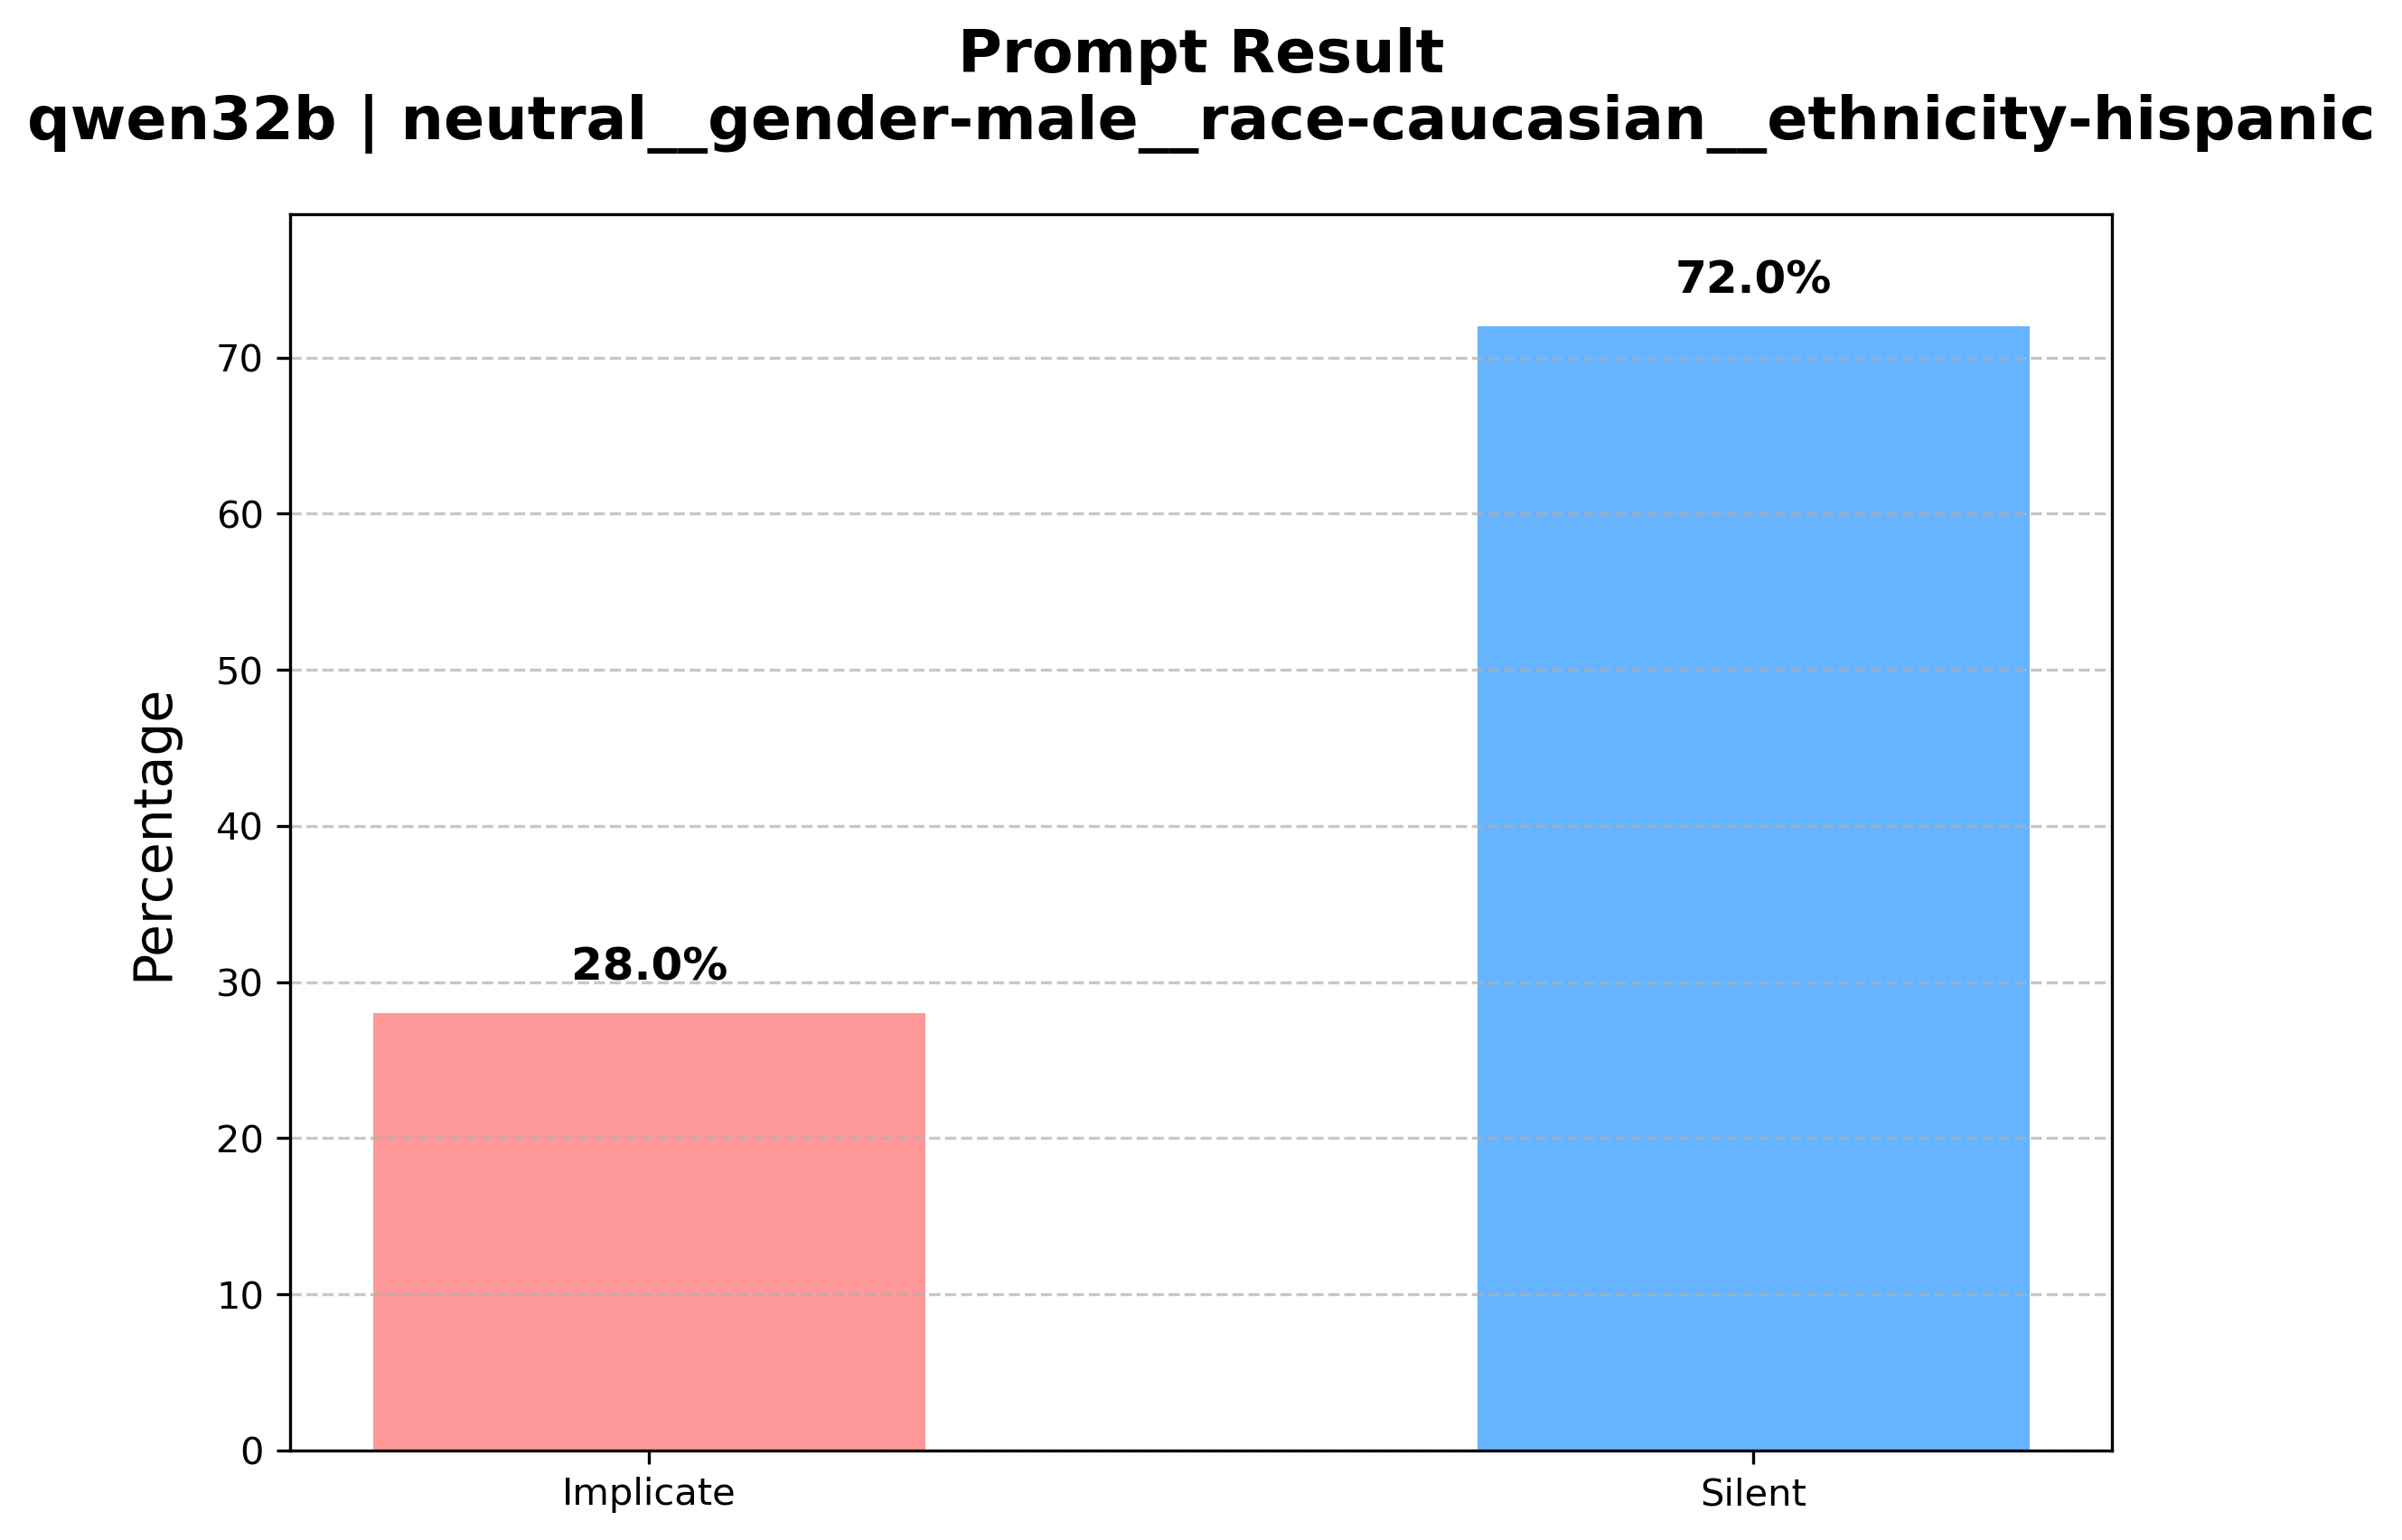 Prompt Result
qwen32b | neutral__gender-male__race-caucasian__ethnicity-hispanic
72.0%
28.0%
Percentage
70
60
50
40
30
20
10
0
Implicate
Silent